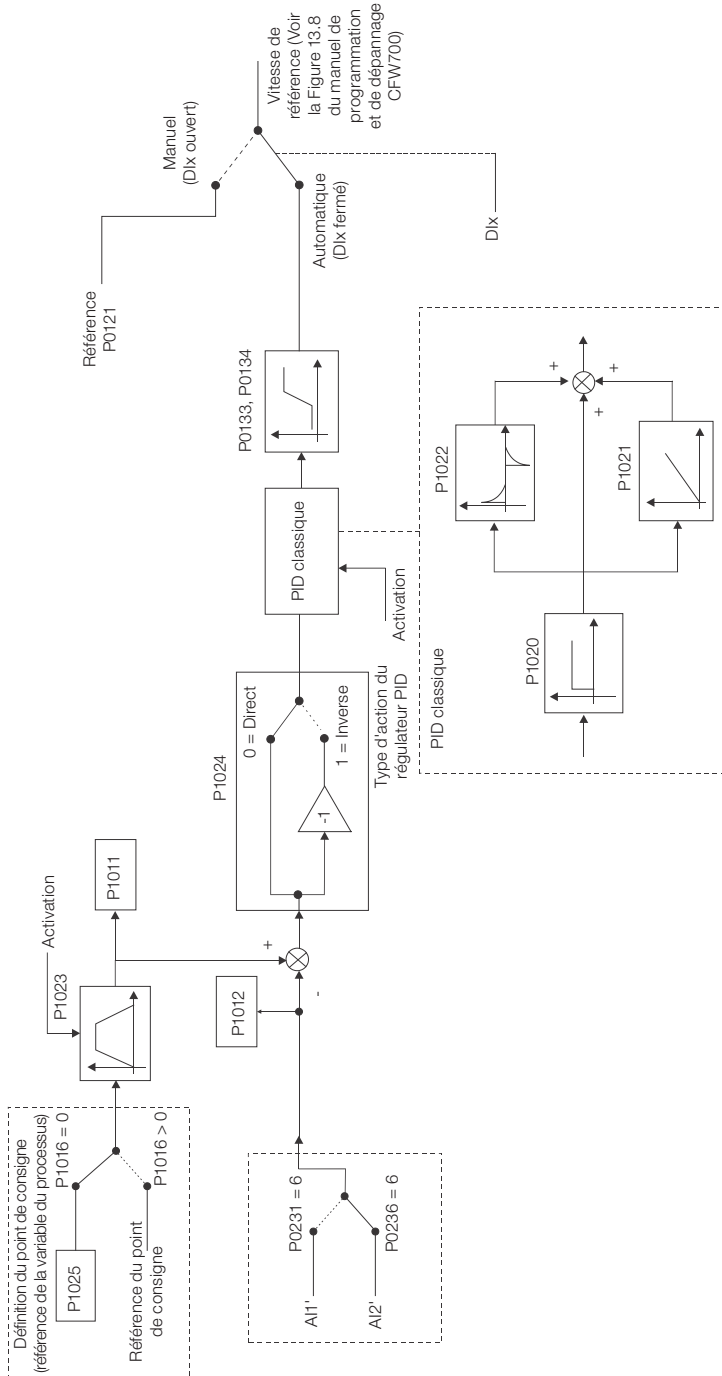 Définition du point de consigne
(référence de la variable du processus)
P1025
P1016 = 0
P1016 > 0
Référence du point
de consigne
P1023
Activation
P1011
AI1'
AI2'
P0231 = 6
P0236 = 6
P1012
+
-
P1024
0 = Direct
1 = Inverse
-1
Type d'action du
régulateur PID
PID classique
Activation
P0133, P0134
Référence
P0121
Manuel
(DIx ouvert)
Automatique
(DIx fermé)
DIx
Vitesse de
référence (Voir
la Figure 13.8
du manuel de
programmation
et de dépannage
CFW700)
PID classique
P1020
P1022
P1021
+
+
+